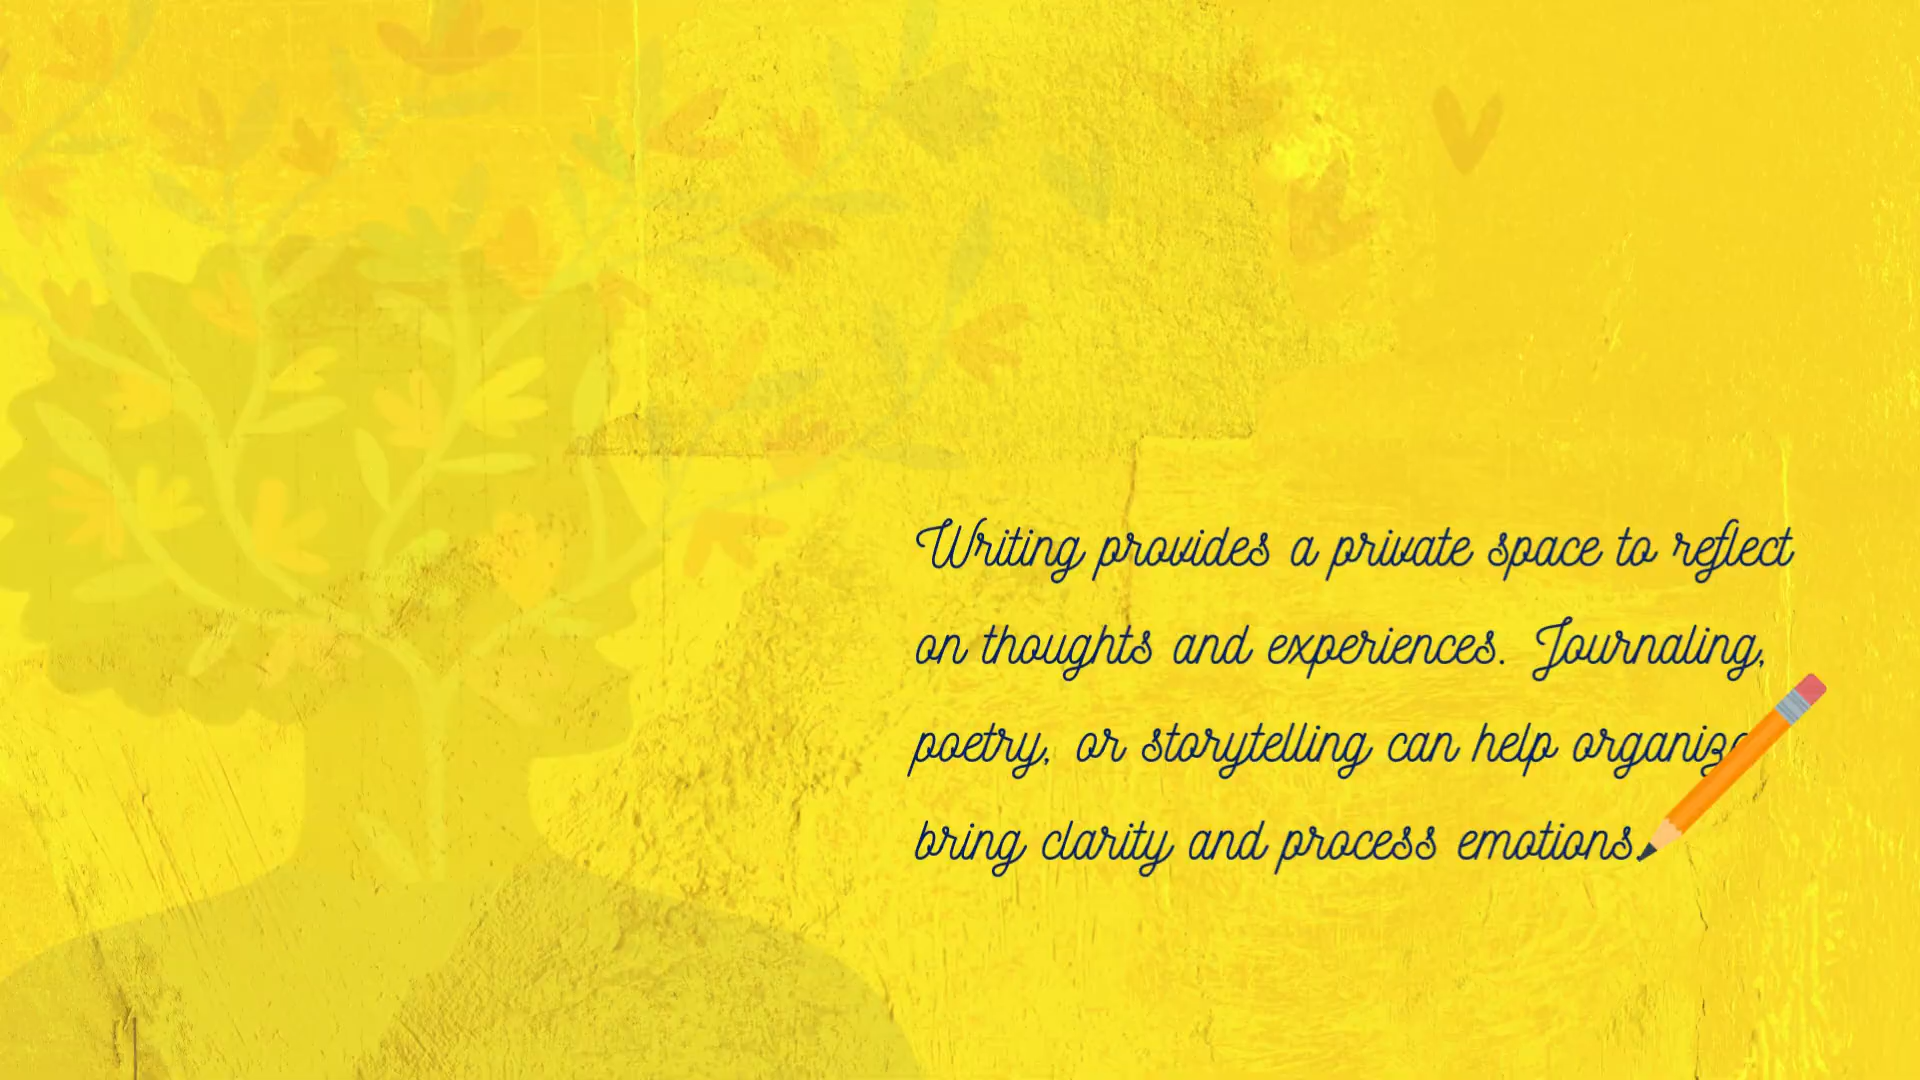 Writing provides a private space to reflect
on thoughts and experiences. Journaling,
poetry, or storytelling can help organize
bring clarity and process emotions.